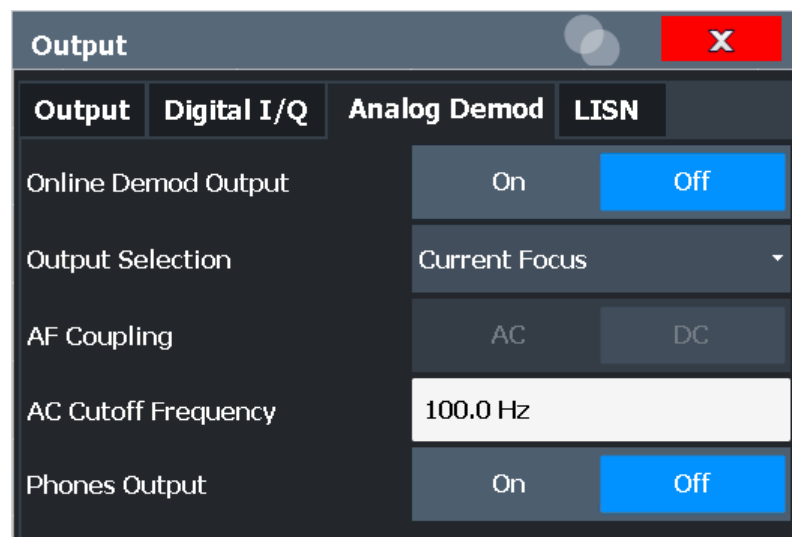 Output X
Output Digital I/Q Analog Demod LISN
Online Demod Output On Off
Output Selection Current Focus
AF Coupling AC DC
AC Cutoff Frequency 100.0 Hz
Phones Output On Off